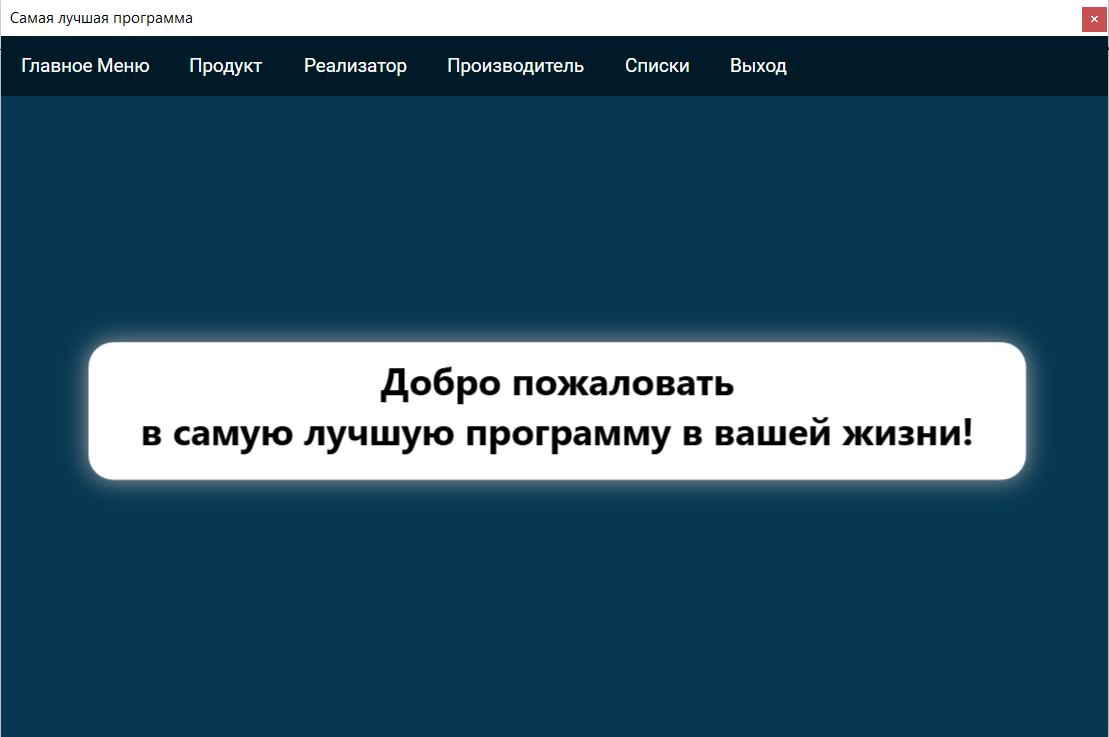 Самая лучшая программа
Главное Меню Продукт Реализатор Производитель Списки Выход
Добро пожаловать
в самую лучшую программу в вашей жизни!